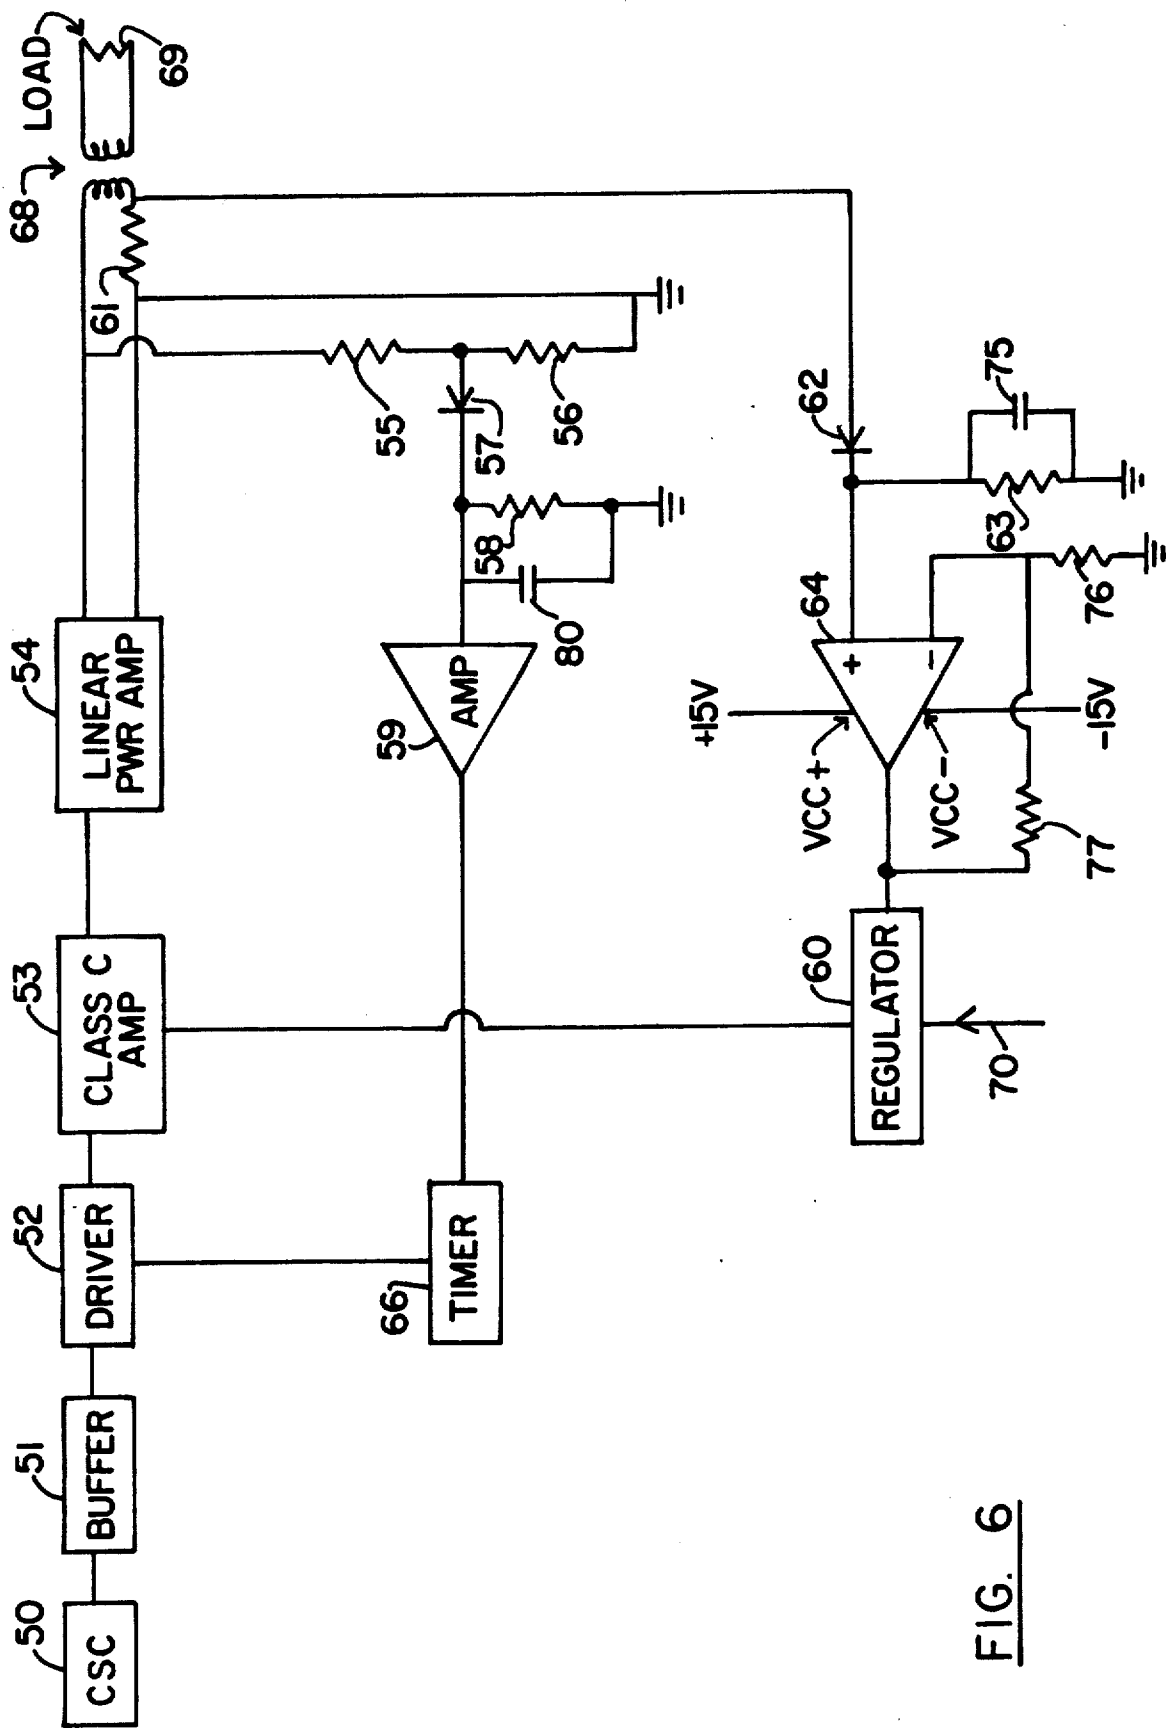 LOAD
68
69
61
54
LINEAR
PWR AMP
53
CLASS C
AMP
52
DRIVER
51
BUFFER
50
CSC
55
56
57
58
80
59
AMP
66
TIMER
62
75
63
64
+
-
76
+15V
VCC+
VCC-
-15V
77
60
REGULATOR
70
FIG. 6